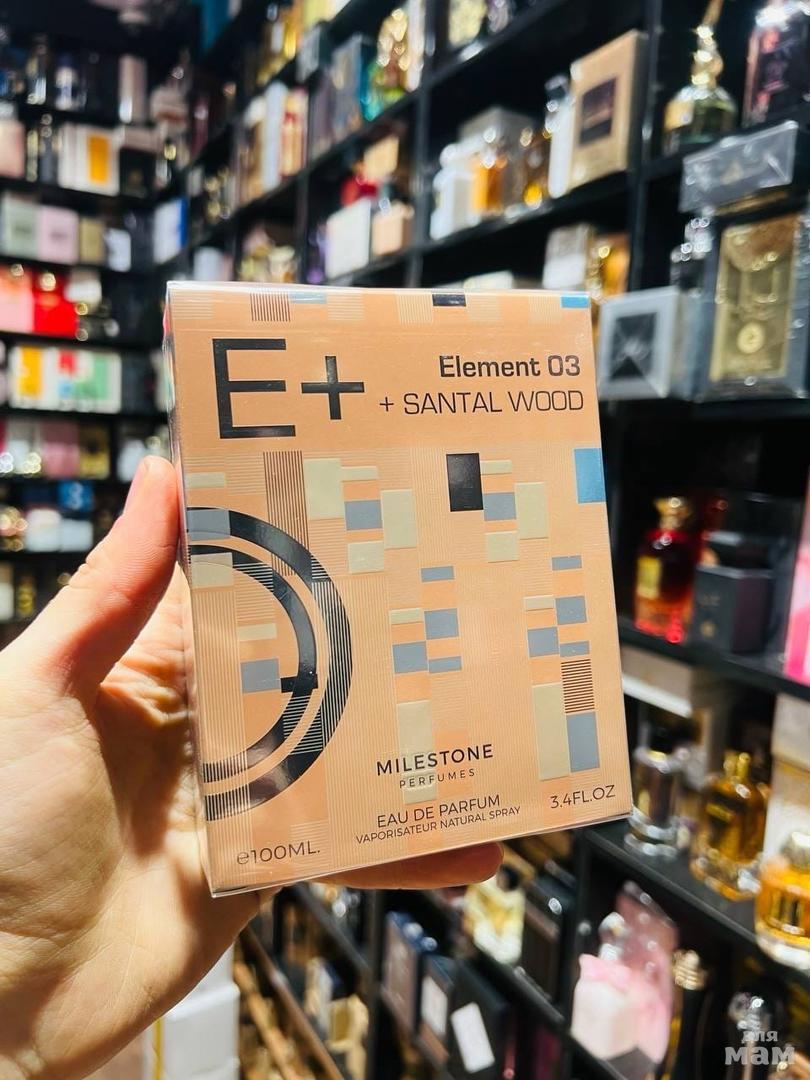 E+
Element 03
+ SANTAL WOOD
MILESTONE
PERFUMES
EAU DE PARFUM
VAPORISATEUR NATURAL SPRAY
e100ML.
3.4FL.OZ
для
мам